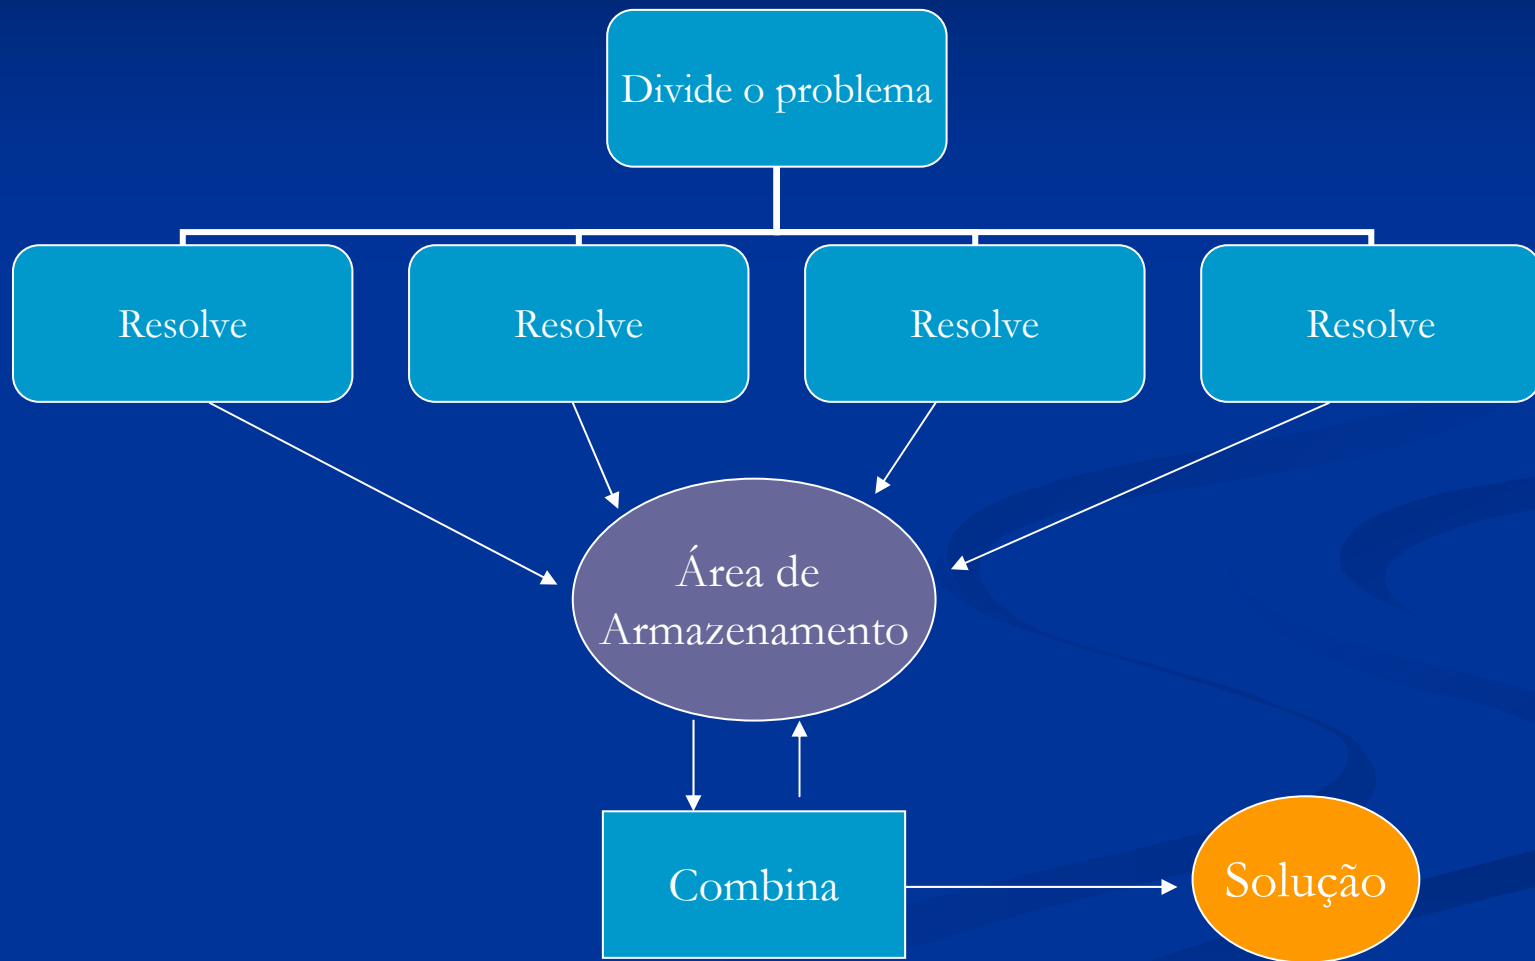 Divide o problema
Resolve
Resolve
Resolve
Resolve
Área de
Armazenamento
Combina
Solução